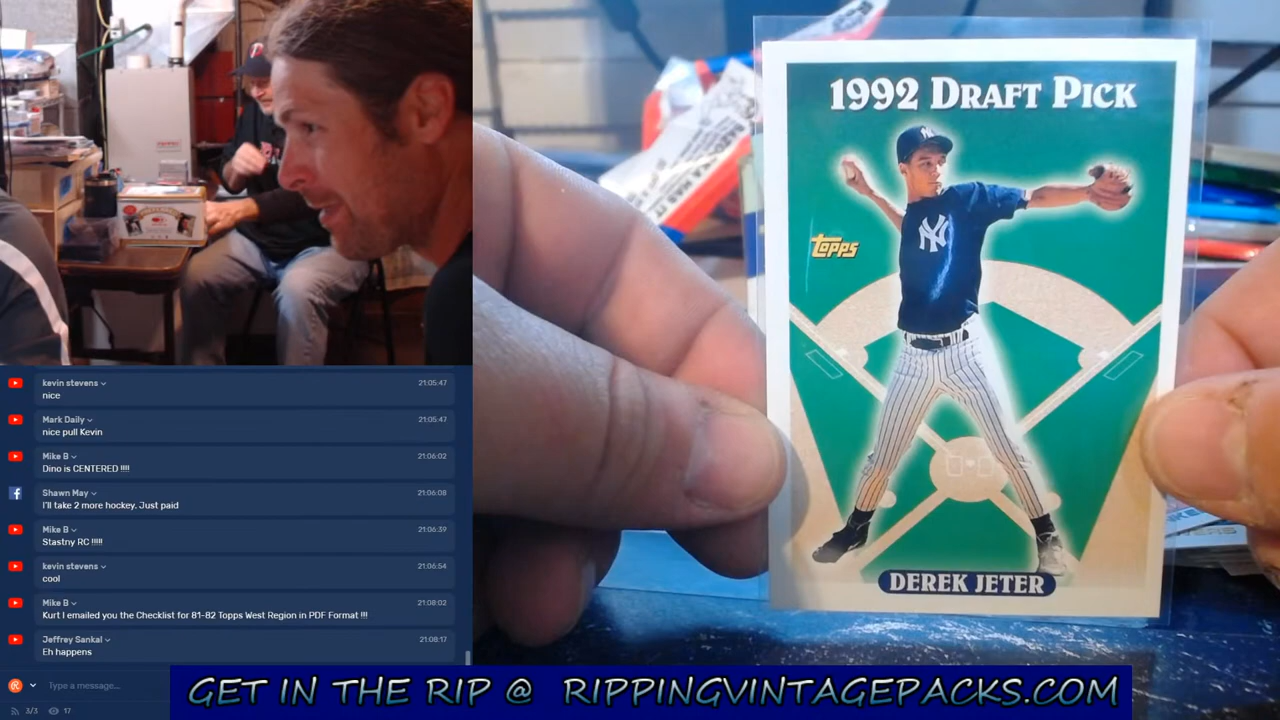 kevin stevens
21:05:47
nice
Mark Daily
21:05:47
nice pull Kevin
Mike B
21:06:02
Dino is CENTERED !!!!
Shawn May
21:06:08
I'll take 2 more hockey. Just paid
Mike B
21:06:39
Stastny RC !!!!!
kevin stevens
21:06:54
cool
Mike B
21:08:02
Kurt I emailed you the Checklist for 81-82 Topps West Region in PDF Format !!!
Jeffrey Sankal
21:08:17
Eh happens
Type a message...
3/3 17
1992 DRAFT PICK
NY
topps
NY
DEREK JETER
GET IN THE RIP @ RIPPINGVINTAGEPACKS.COM